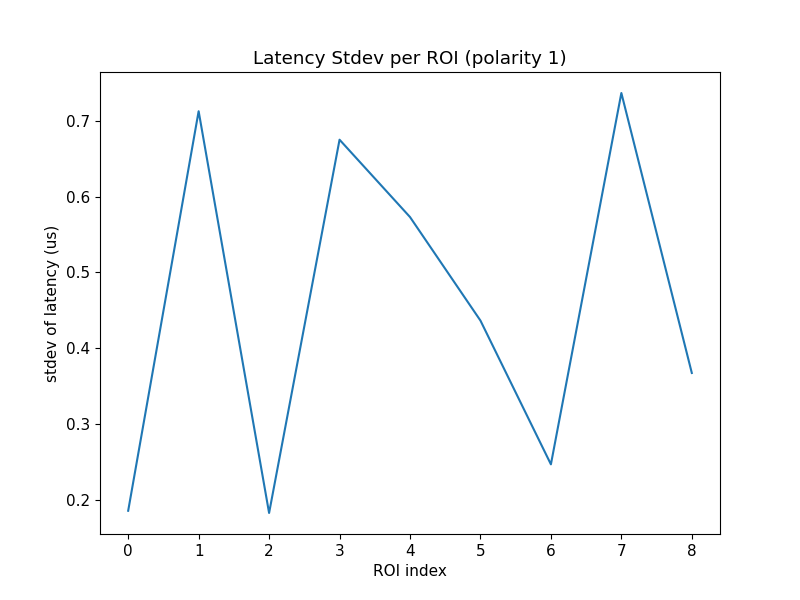 Latency Stdev per ROI (polarity 1)
0.7
0.6
0.5
0.4
0.3
0.2
stdev of latency (us)
0 1 2 3 4 5 6 7 8
ROI index